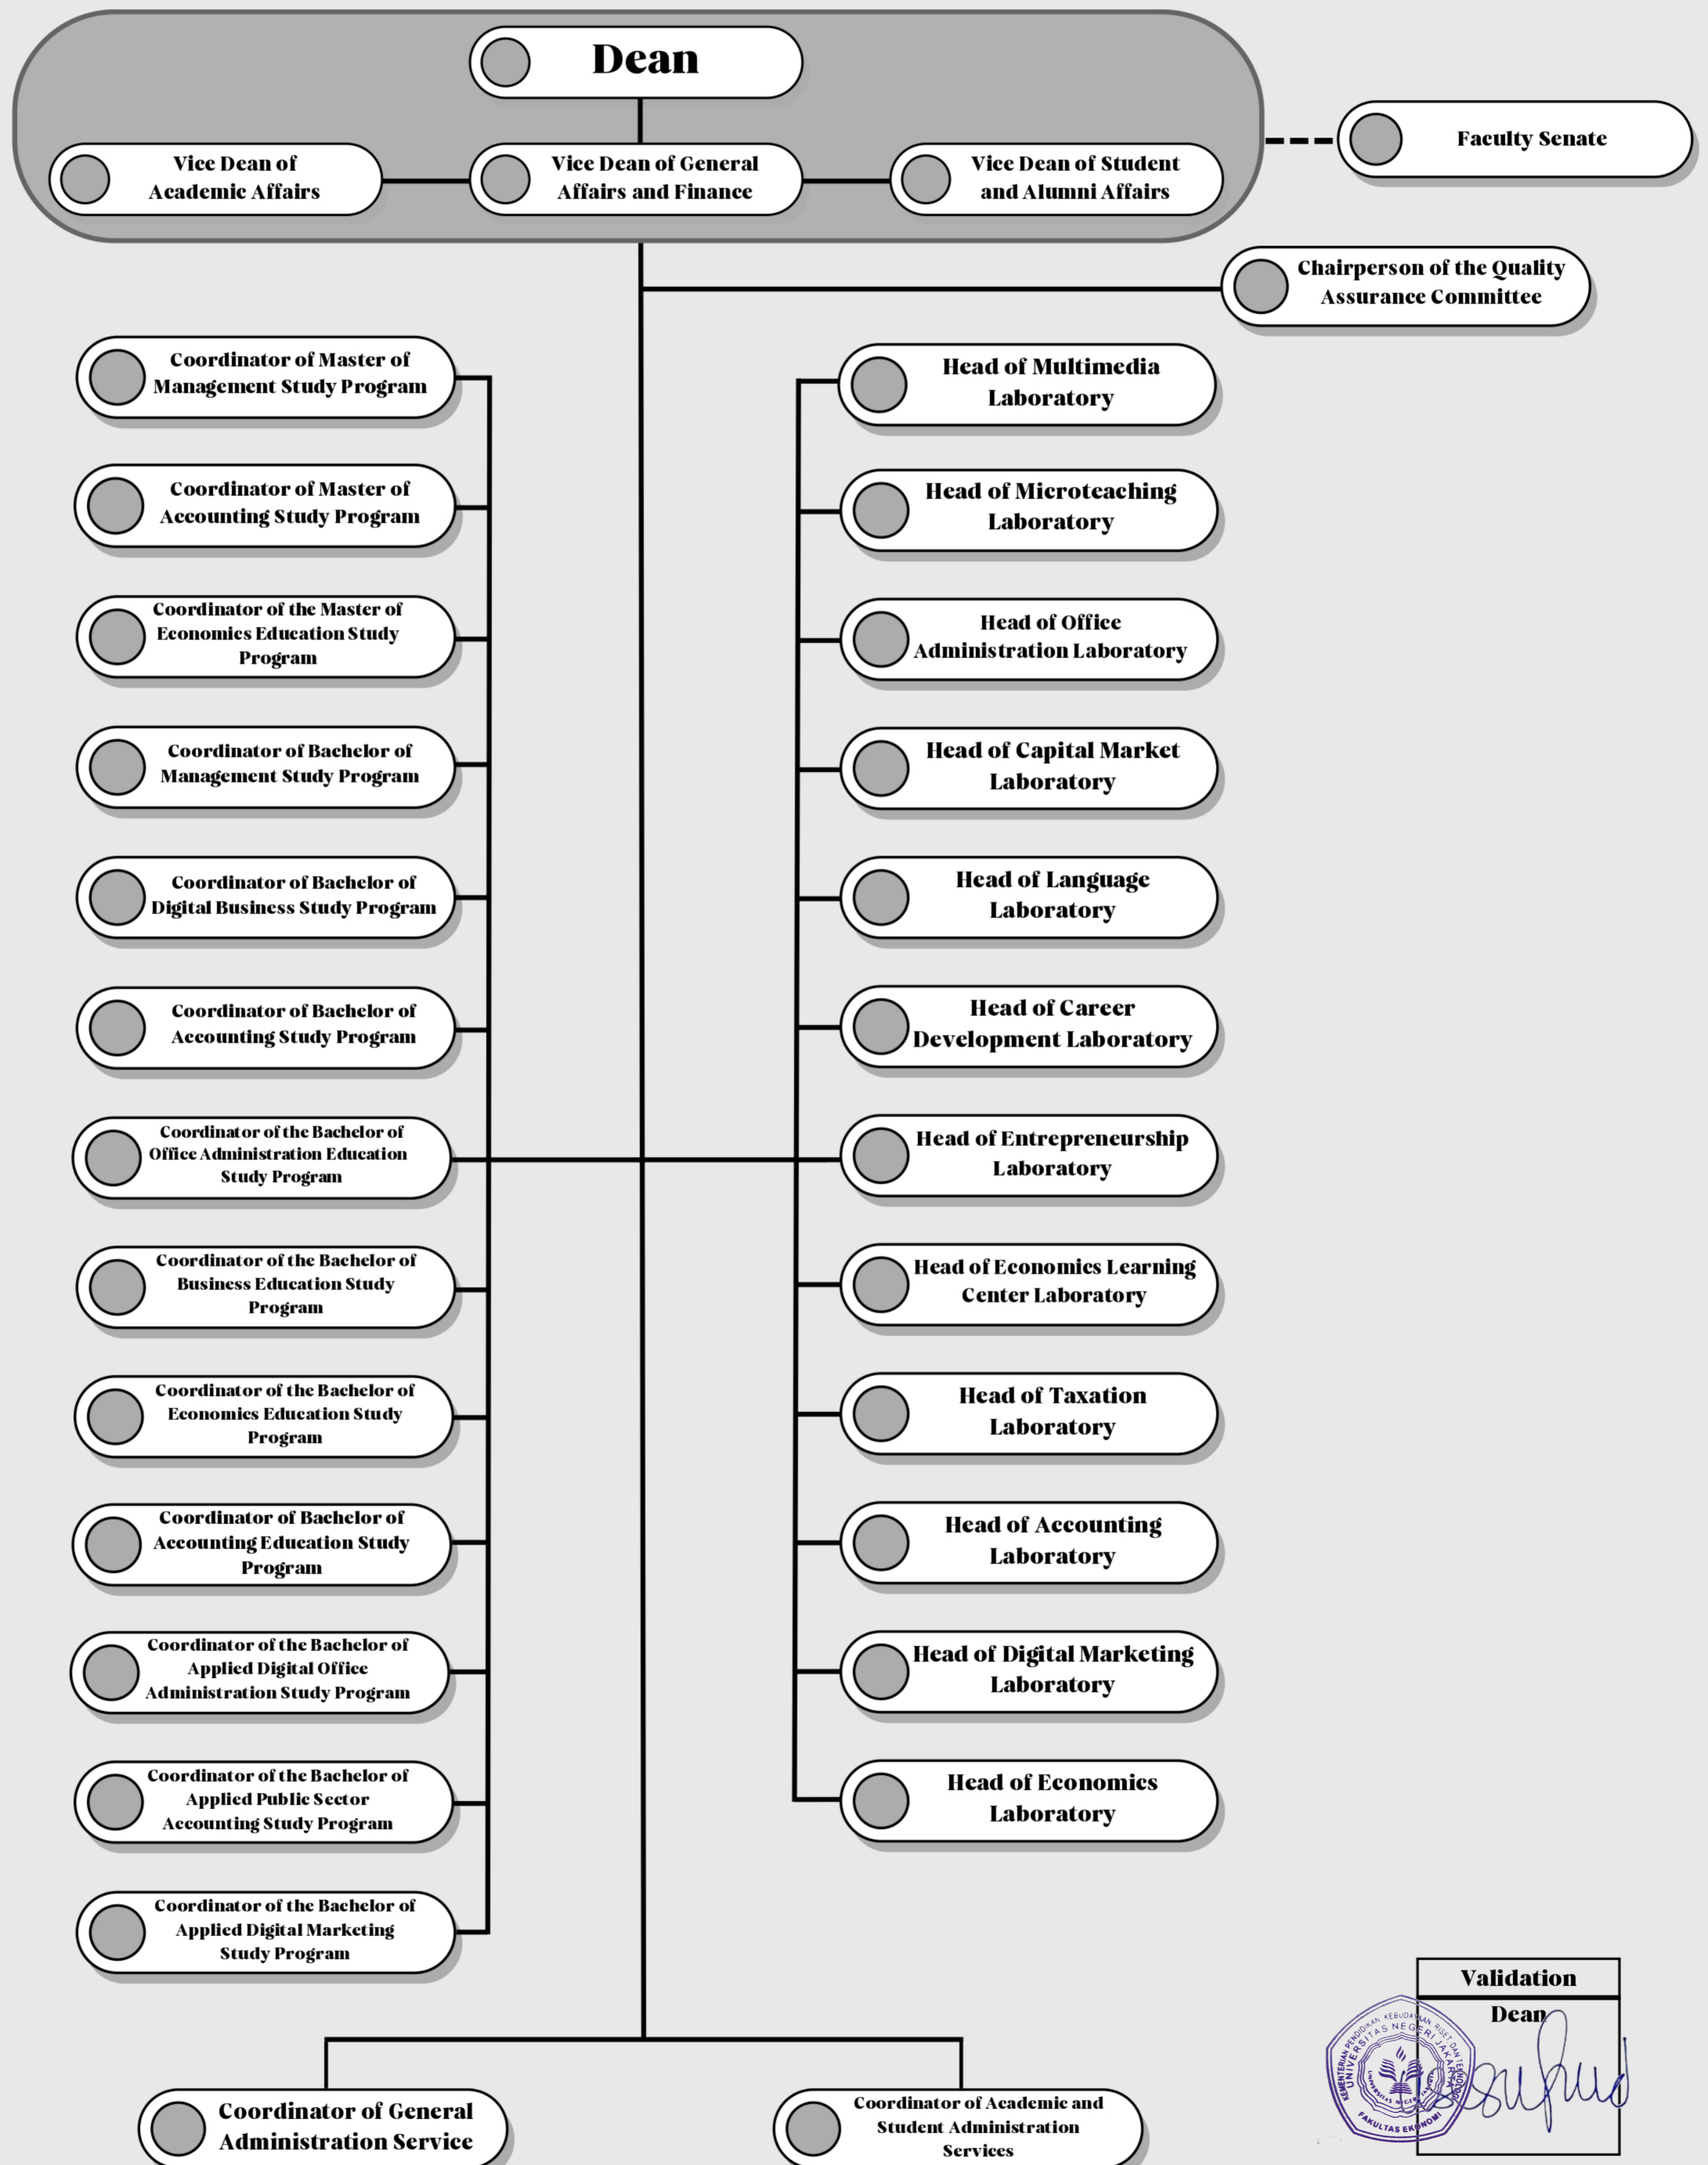 Dean
Vice Dean of
Academic Affairs
Vice Dean of General
Affairs and Finance
Vice Dean of Student
and Alumni Affairs
Faculty Senate
Chairperson of the Quality
Assurance Committee
Coordinator of Master of
Management Study Program
Coordinator of Master of
Accounting Study Program
Coordinator of the Master of
Economics Education Study
Program
Coordinator of Bachelor of
Management Study Program
Coordinator of Bachelor of
Digital Business Study Program
Coordinator of Bachelor of
Accounting Study Program
Coordinator of the Bachelor of
Office Administration Education
Study Program
Coordinator of the Bachelor of
Business Education Study
Program
Coordinator of the Bachelor of
Economics Education Study
Program
Coordinator of Bachelor of
Accounting Education Study
Program
Coordinator of the Bachelor of
Applied Digital Office
Administration Study Program
Coordinator of the Bachelor of
Applied Public Sector
Accounting Study Program
Coordinator of the Bachelor of
Applied Digital Marketing
Study Program
Head of Multimedia
Laboratory
Head of Microteaching
Laboratory
Head of Office
Administration Laboratory
Head of Capital Market
Laboratory
Head of Language
Laboratory
Head of Career
Development Laboratory
Head of Entrepreneurship
Laboratory
Head of Economics Learning
Center Laboratory
Head of Taxation
Laboratory
Head of Accounting
Laboratory
Head of Digital Marketing
Laboratory
Head of Economics
Laboratory
Coordinator of General
Administration Service
Coordinator of Academic and
Student Administration
Services
Validation
Dean
KEMENTERIAN PENDIDIKAN, KEBUDAYAAN, RISET, DAN TEKNOLOGI
UNIVERSITAS NEGERI JAKARTA
FAKULTAS EKONOMI